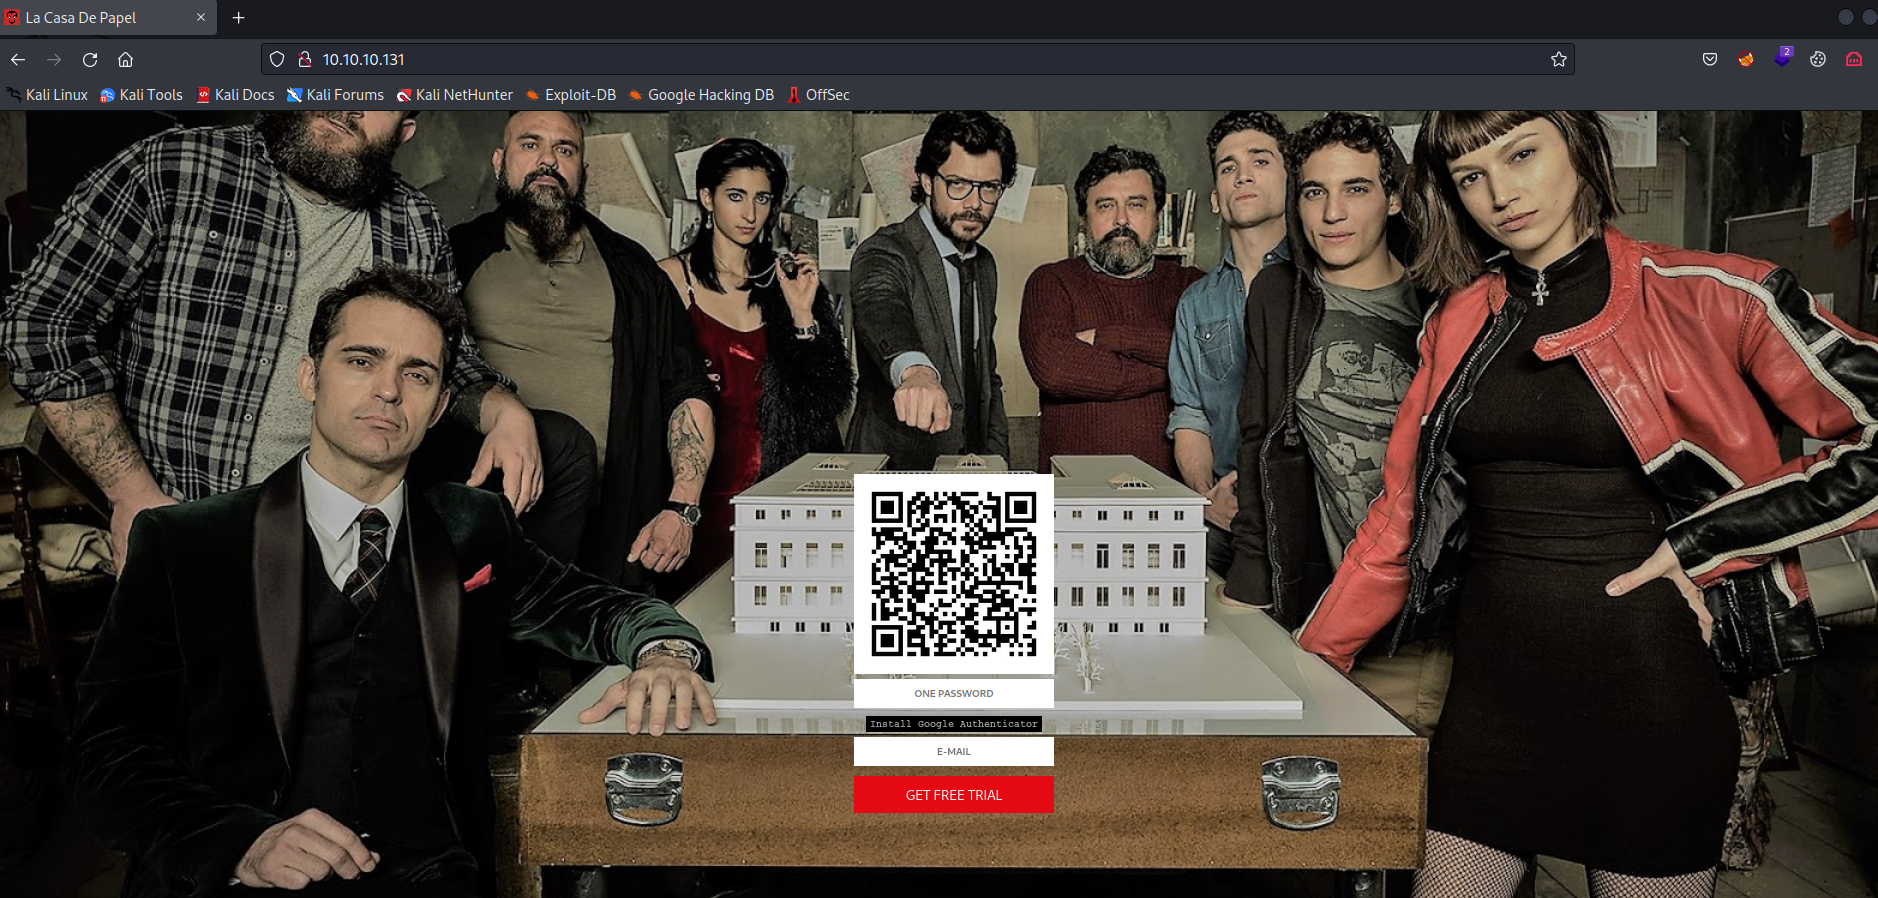 La Casa De Papel
10.10.10.131
2
Kali Linux Kali Tools Kali Docs Kali Forums Kali NetHunter Exploit-DB Google Hacking DB OffSec
ONE PASSWORD
Install Google Authenticator
E-MAIL
GET FREE TRIAL